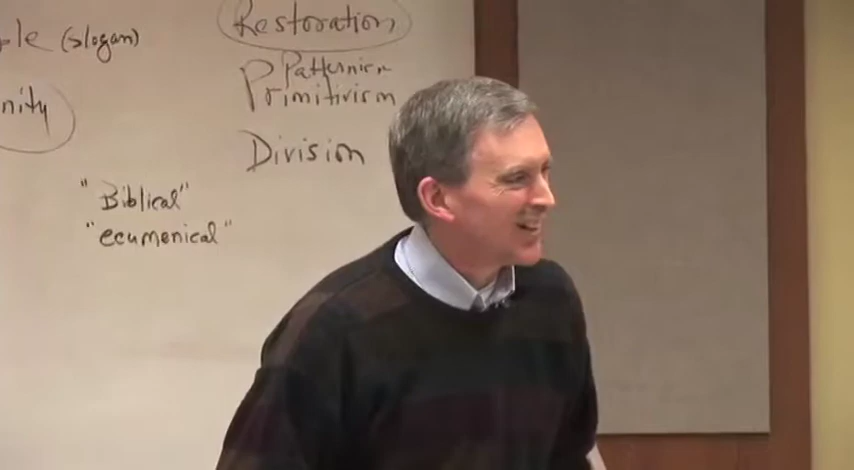 ple (slogan)
Restoration
Patternism
Primitivism
nity
Division
"Biblical"
"ecumenical"